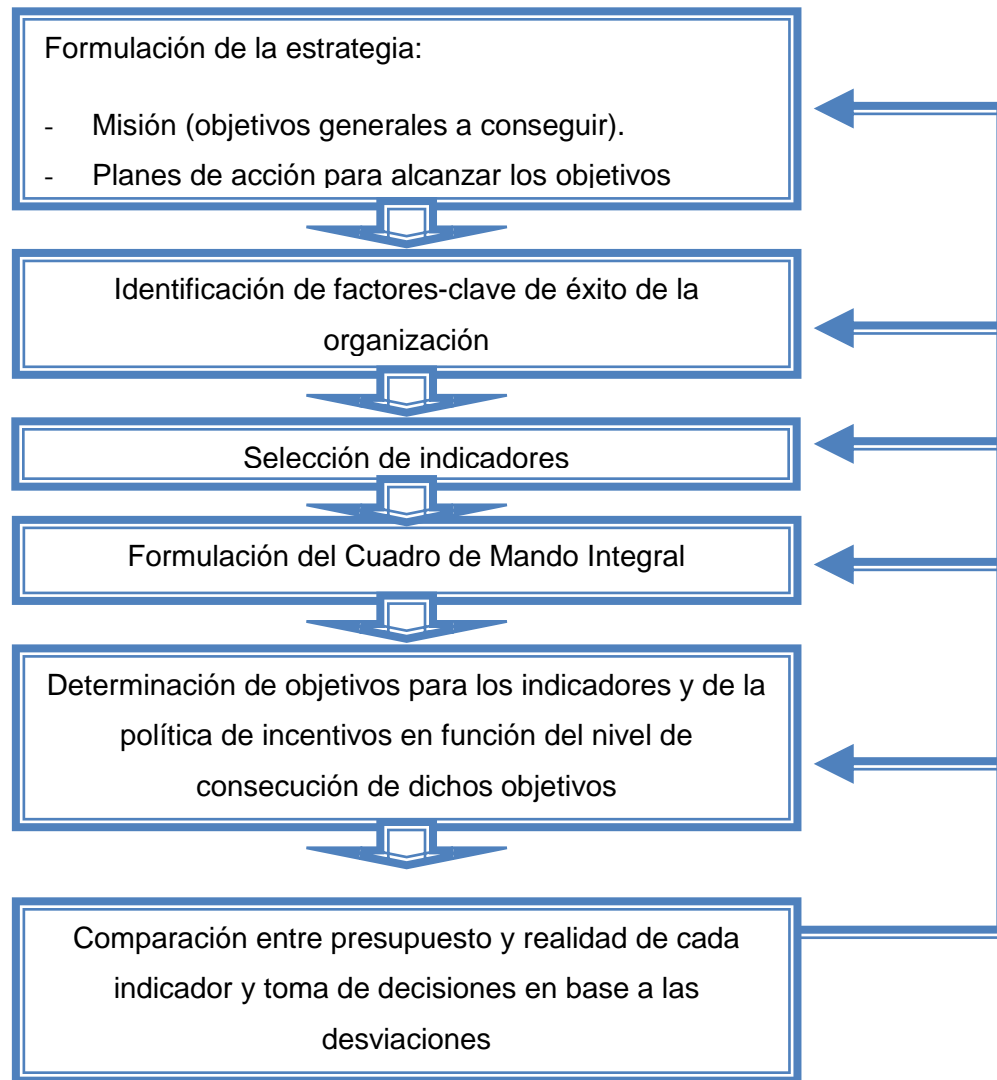 Formulación de la estrategia:
- Misión (objetivos generales a conseguir).
- Planes de acción para alcanzar los objetivos
Identificación de factores-clave de éxito de la
organización
Selección de indicadores
Formulación del Cuadro de Mando Integral
Determinación de objetivos para los indicadores y de la
política de incentivos en función del nivel de
consecución de dichos objetivos
Comparación entre presupuesto y realidad de cada
indicador y toma de decisiones en base a las
desviaciones